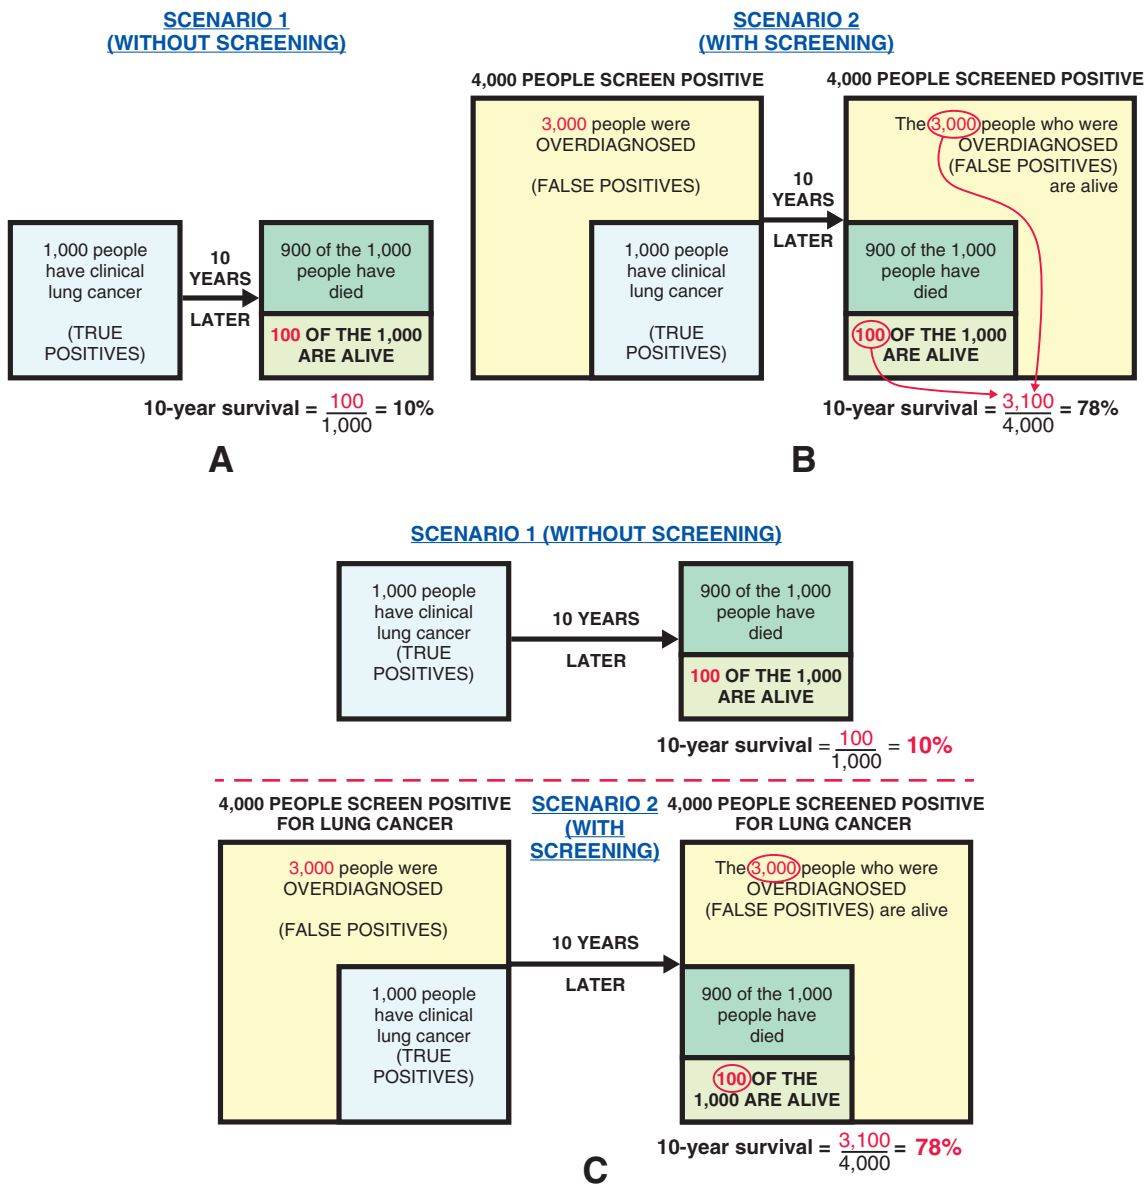 SCENARIO 1
(WITHOUT SCREENING)
1,000 people
have clinical
lung cancer
(TRUE
POSITIVES)
10
YEARS
LATER
900 of the 1,000
people have
died
100 OF THE 1,000
ARE ALIVE
10-year survival = 100/1,000 = 10%
A
SCENARIO 2
(WITH SCREENING)
4,000 PEOPLE SCREEN POSITIVE
3,000 people were
OVERDIAGNOSED
(FALSE POSITIVES)
1,000 people
have clinical
lung cancer
(TRUE
POSITIVES)
10
YEARS
LATER
4,000 PEOPLE SCREENED POSITIVE
The 3,000 people who were
OVERDIAGNOSED
(FALSE POSITIVES)
are alive
900 of the 1,000
people have
died
100 OF THE 1,000
ARE ALIVE
10-year survival = 3,100/4,000 = 78%
B
SCENARIO 1 (WITHOUT SCREENING)
1,000 people
have clinical
lung cancer
(TRUE
POSITIVES)
10 YEARS
LATER
900 of the 1,000
people have
died
100 OF THE 1,000
ARE ALIVE
10-year survival = 100/1,000 = 10%
4,000 PEOPLE SCREEN POSITIVE
FOR LUNG CANCER
SCENARIO 2
(WITH
SCREENING)
4,000 PEOPLE SCREENED POSITIVE
FOR LUNG CANCER
3,000 people were
OVERDIAGNOSED
(FALSE POSITIVES)
1,000 people
have clinical
lung cancer
(TRUE
POSITIVES)
10 YEARS
LATER
The 3,000 people who were
OVERDIAGNOSED
(FALSE POSITIVES) are alive
900 of the 1,000
people have
died
100 OF THE
1,000 ARE ALIVE
10-year survival = 3,100/4,000 = 78%
C